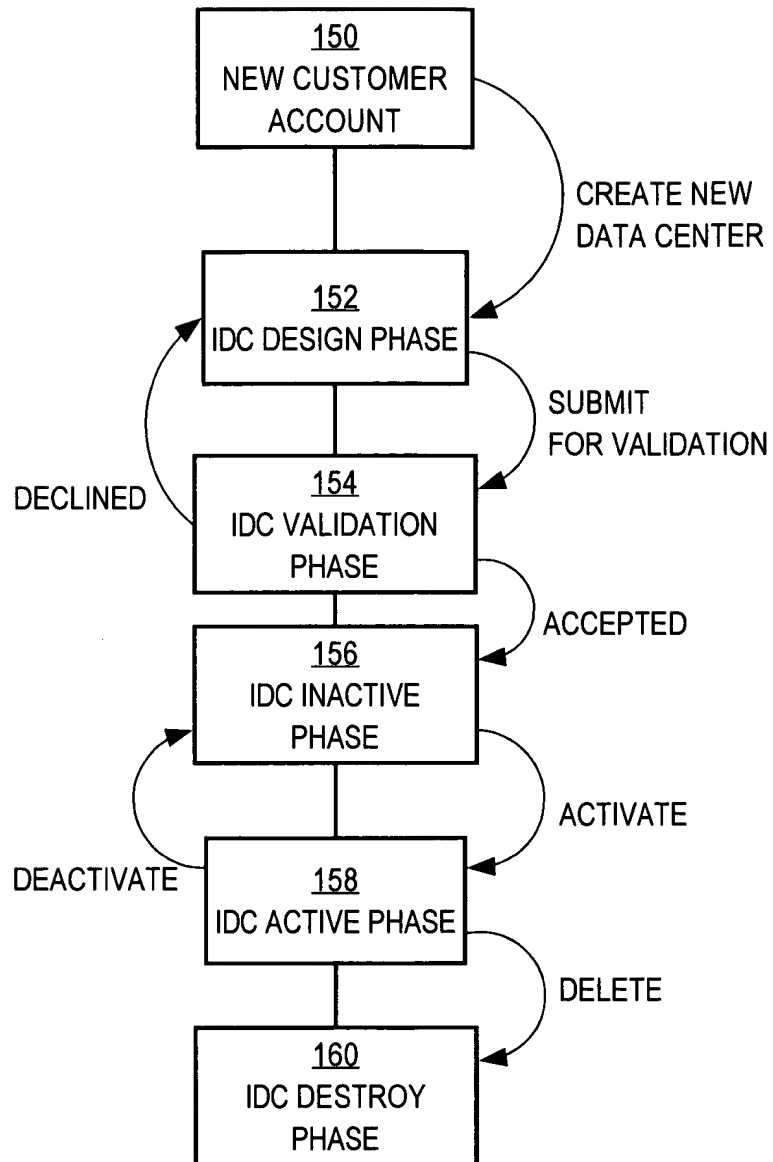 150
NEW CUSTOMER
ACCOUNT
CREATE NEW
DATA CENTER
152
IDC DESIGN PHASE
SUBMIT
FOR VALIDATION
DECLINED
154
IDC VALIDATION
PHASE
ACCEPTED
156
IDC INACTIVE
PHASE
ACTIVATE
DEACTIVATE
158
IDC ACTIVE PHASE
DELETE
160
IDC DESTROY
PHASE